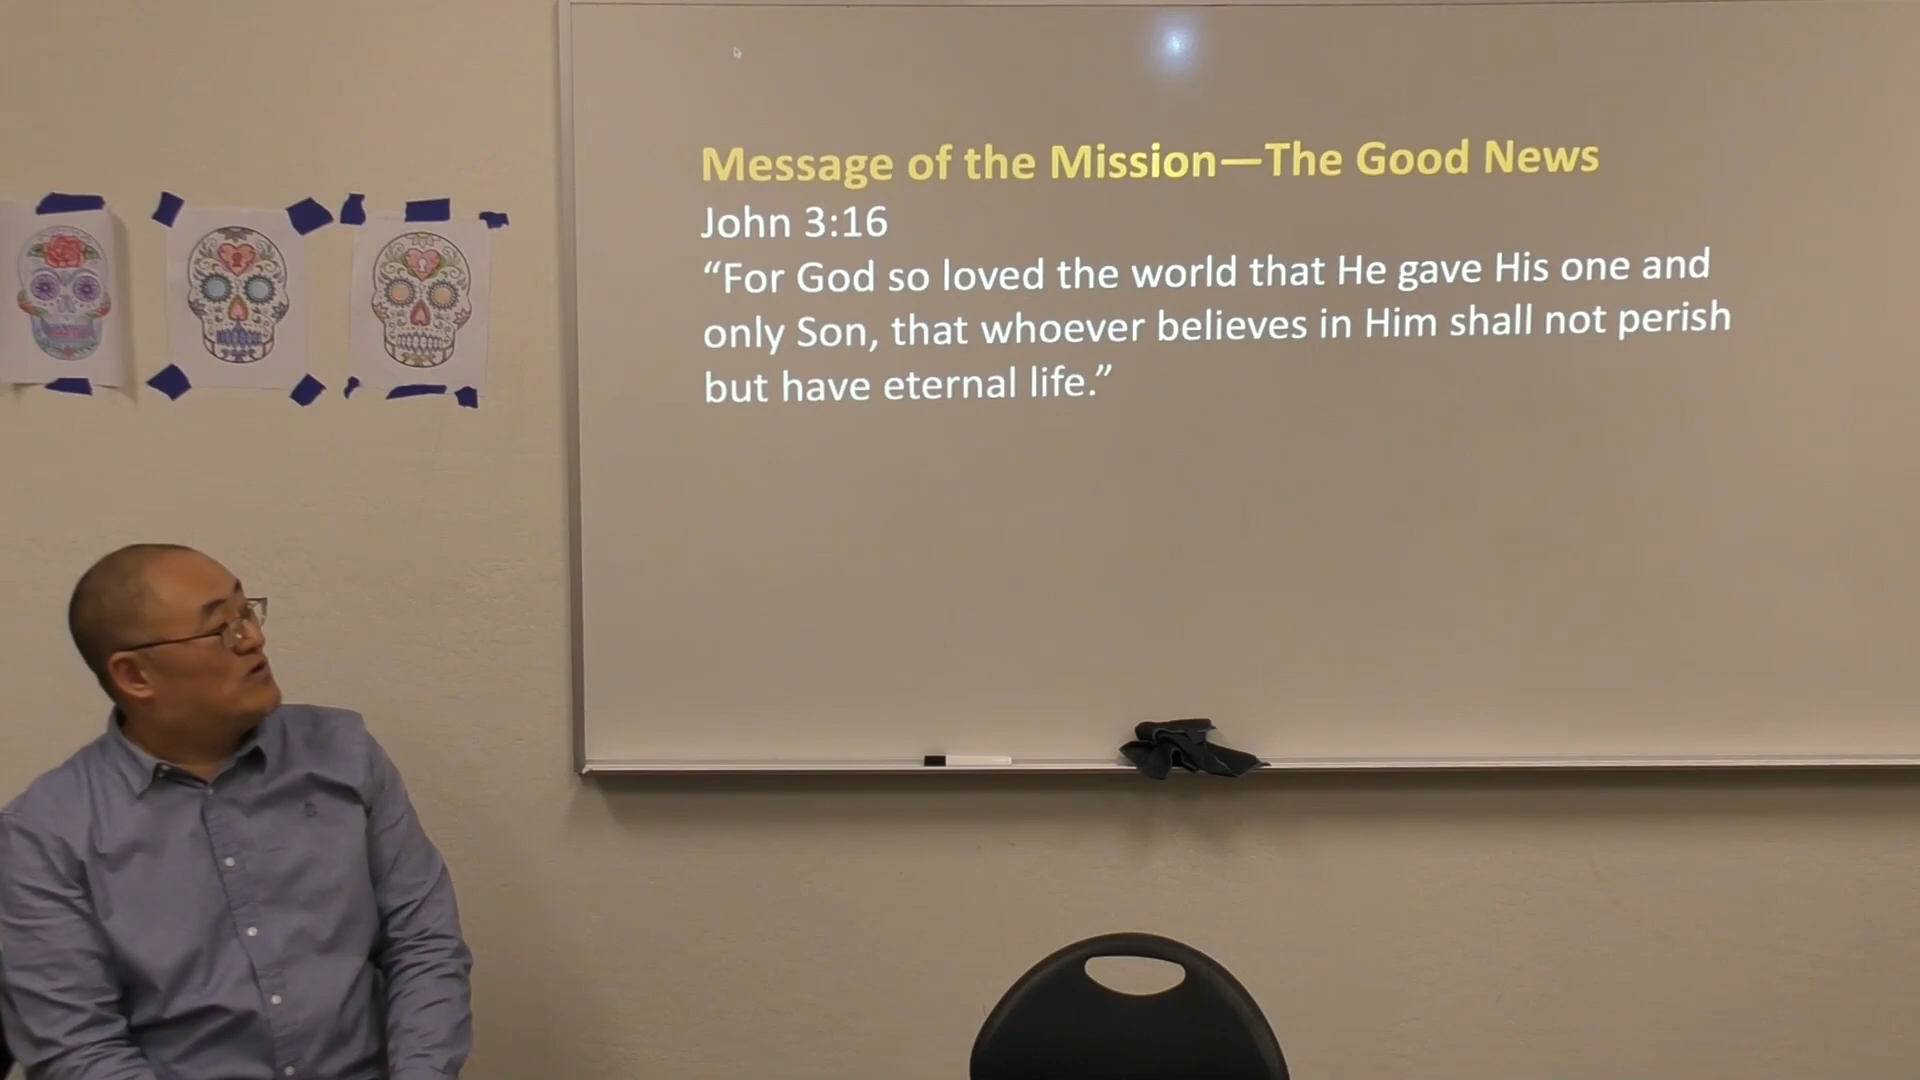 Message of the Mission—The Good News
John 3:16
“For God so loved the world that He gave His one and
only Son, that whoever believes in Him shall not perish
but have eternal life.”